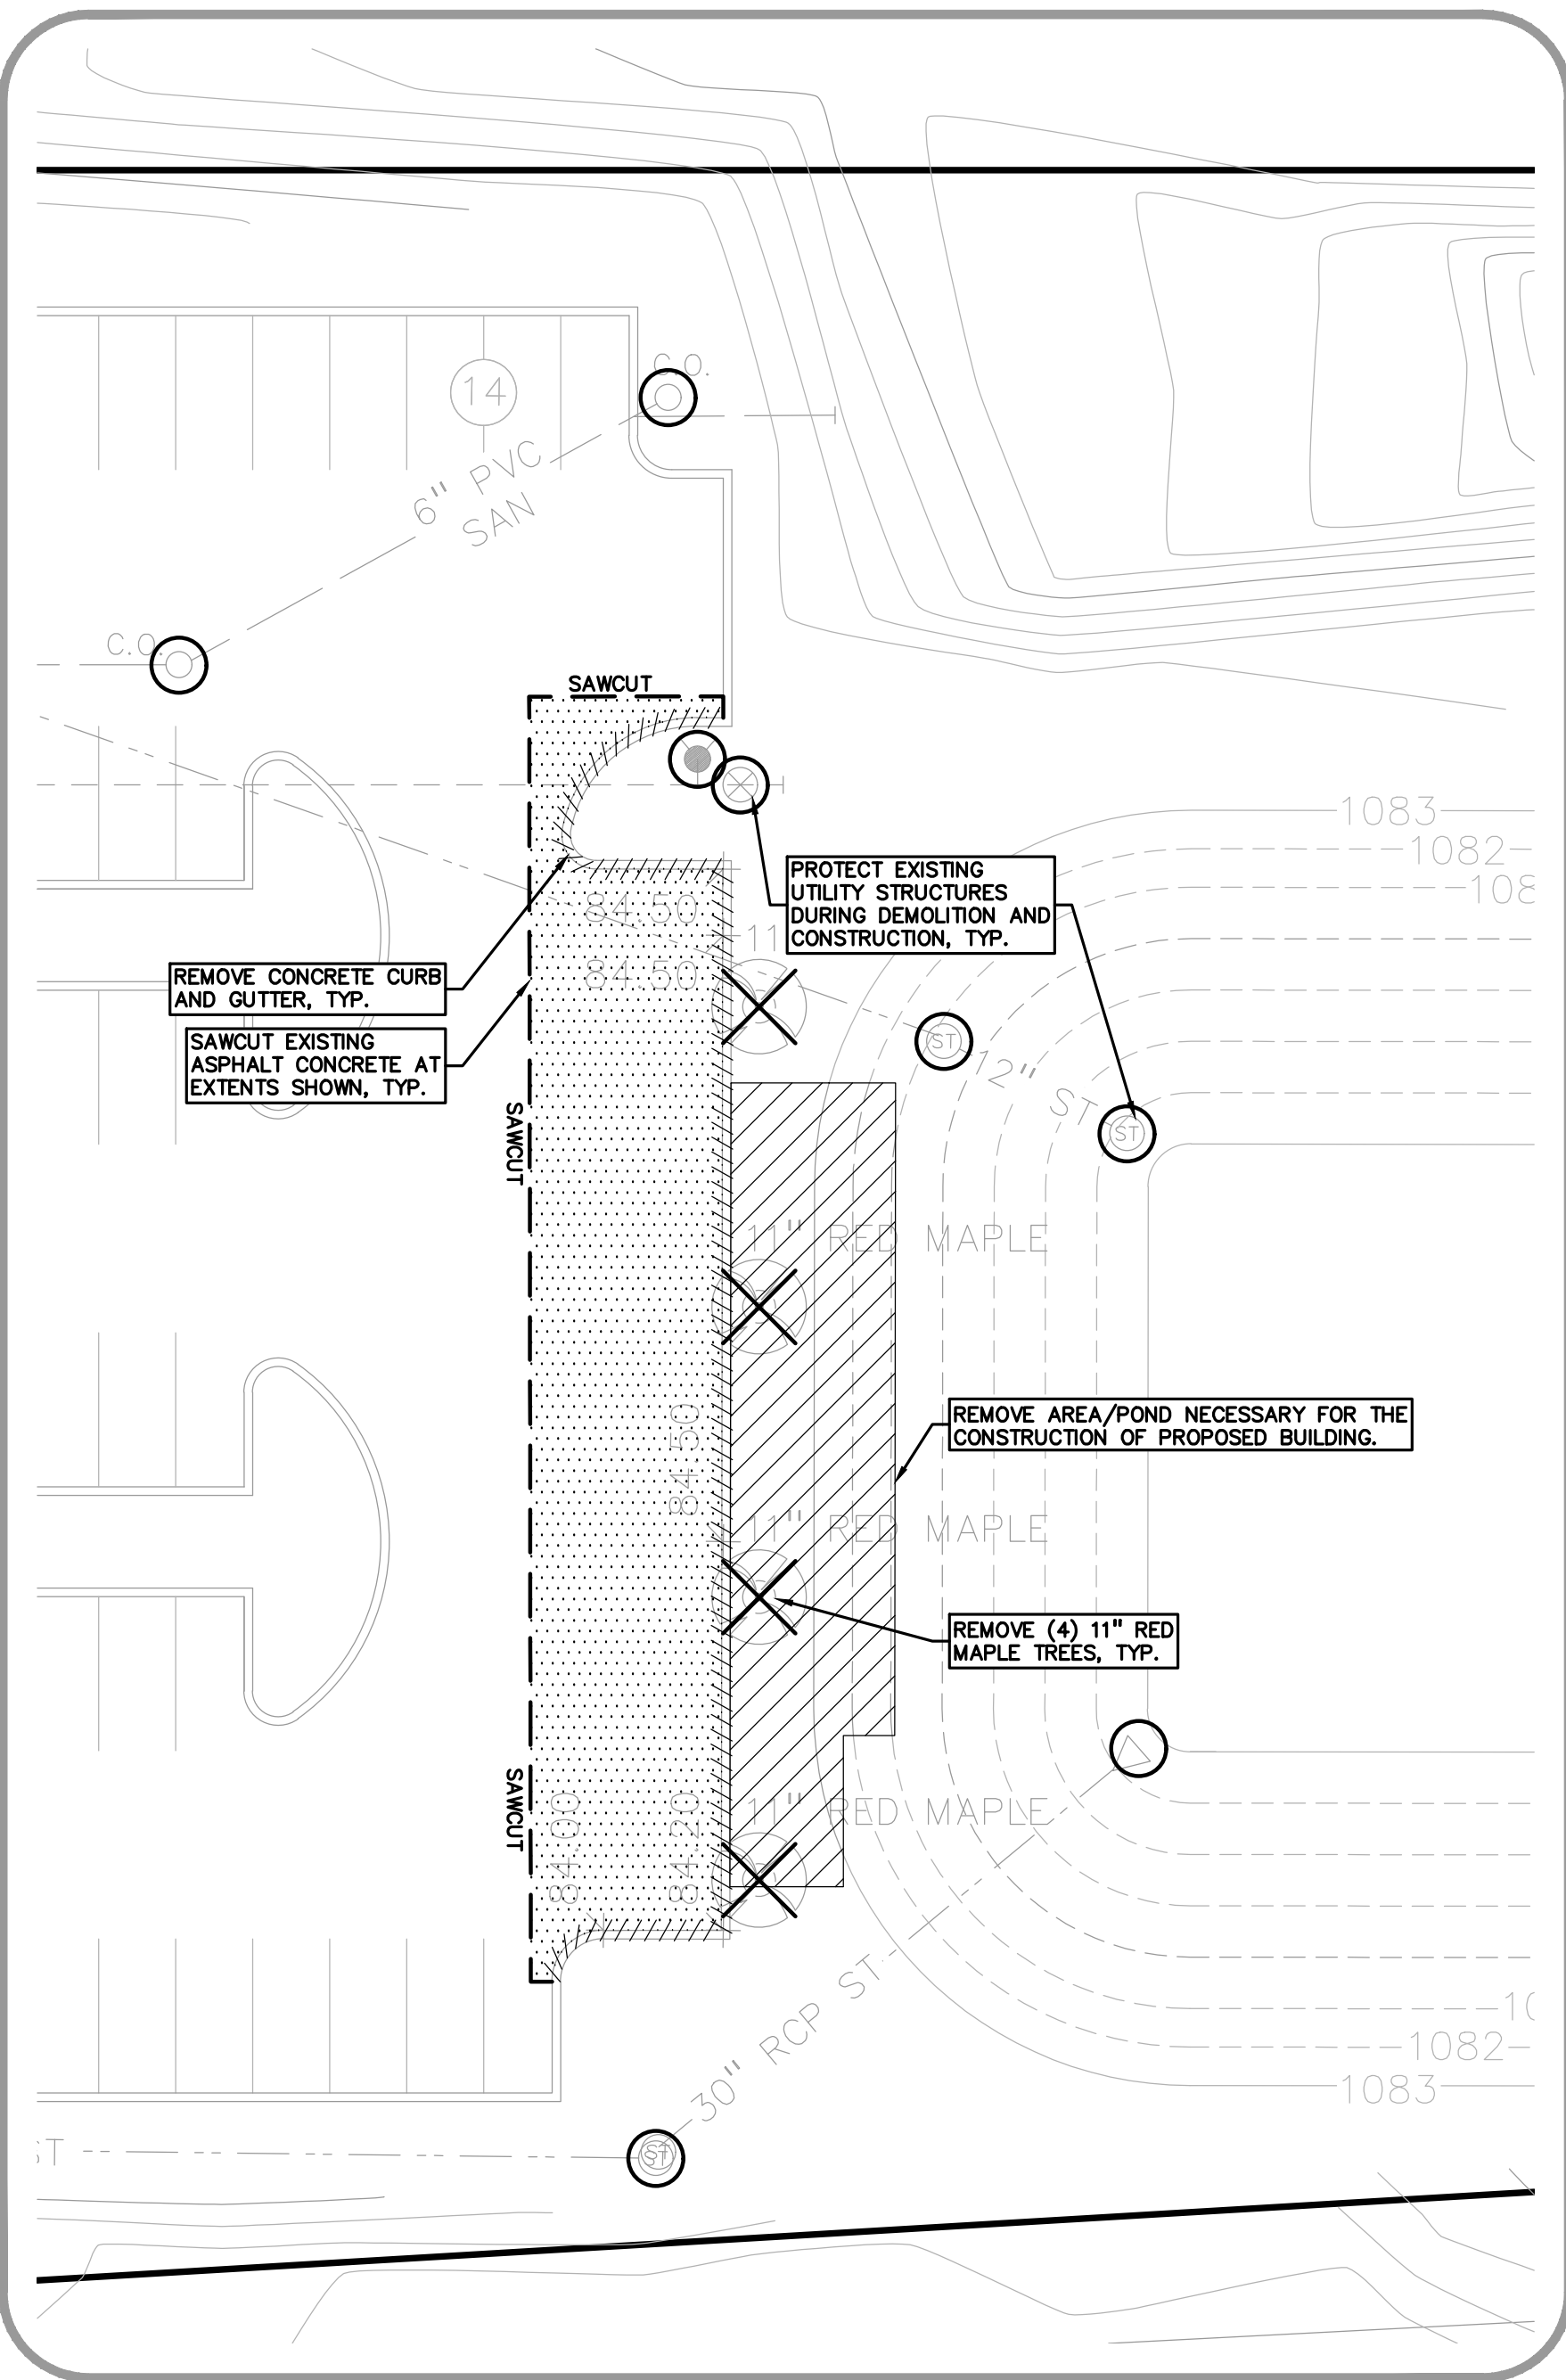 C.O.
14
6" PVC
SAN
C.O.
SAWCUT
1083
1082
PROTECT EXISTING
UTILITY STRUCTURES
DURING DEMOLITION AND
CONSTRUCTION, TYP.
84.50
11
84.50
REMOVE CONCRETE CURB
AND GUTTER, TYP.
SAWCUT EXISTING
ASPHALT CONCRETE AT
EXTENTS SHOWN, TYP.
ST
12" ST
ST
SAWCUT
11" RED MAPLE
84.50
REMOVE AREA/POND NECESSARY FOR THE
CONSTRUCTION OF PROPOSED BUILDING.
11" RED MAPLE
REMOVE (4) 11" RED
MAPLE TREES, TYP.
SAWCUT
84.00
84.20
11" RED MAPLE
30" RCP ST
1082
1083
ST
ST